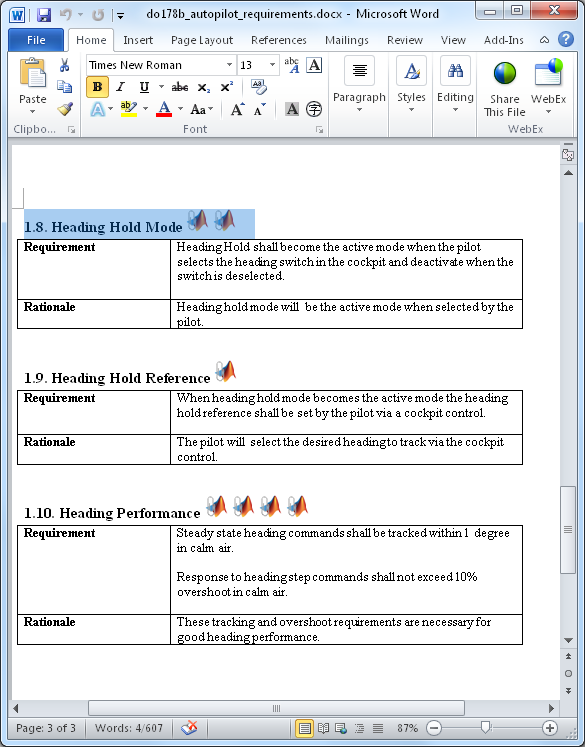 do178b_autopilot_requirements.docx - Microsoft Word
File Home Insert Page Layout References Mailings Review View Add-Ins
Times New Roman 13
Paste
Paragraph Styles Editing Share This File WebEx
Clipbo... Font WebEx
1.8. Heading Hold Mode
Requirement Heading Hold shall become the active mode when the pilot
selects the heading switch in the cockpit and deactivate when the
switch is deselected.
Rationale Heading hold mode will be the active mode when selected by the
pilot.
1.9. Heading Hold Reference
Requirement When heading hold mode becomes the active mode the heading
hold reference shall be set by the pilot via a cockpit control.
Rationale The pilot will select the desired heading to track via the cockpit
control.
1.10. Heading Performance
Requirement Steady state heading commands shall be tracked within 1 degree
in calm air.
Response to heading step commands shall not exceed 10%
overshoot in calm air.
Rationale These tracking and overshoot requirements are necessary for
good heading performance.
Page: 3 of 3 Words: 4/607 87%